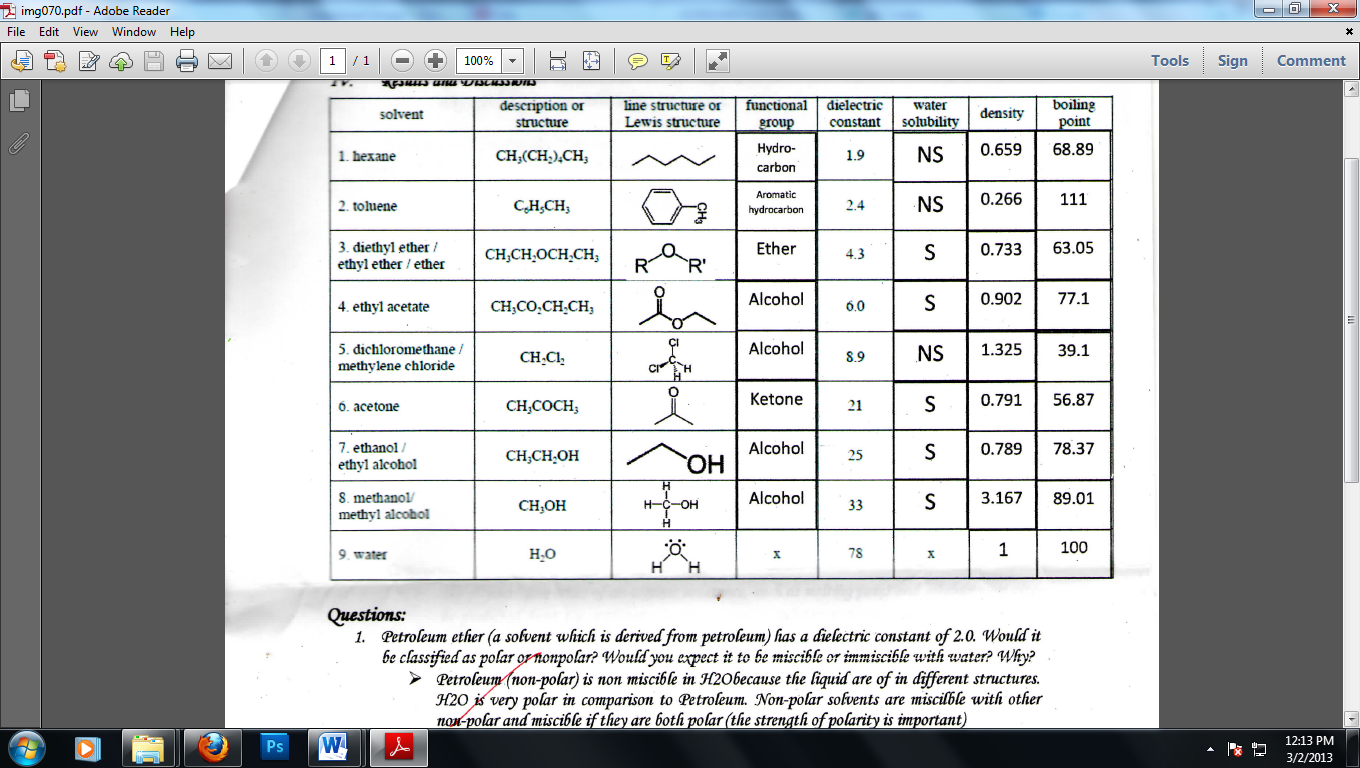 img070.pdf - Adobe Reader
File Edit View Window Help
1 / 1 100% Tools Sign Comment
IV. Results and Discussions
solvent description or structure line structure or Lewis structure functional group dielectric constant water solubility density boiling point
1. hexane CH3(CH2)4CH3 Hydro-carbon 1.9 NS 0.659 68.89
2. toluene C6H5CH3 CH3 Aromatic hydrocarbon 2.4 NS 0.266 111
3. diethyl ether / ethyl ether / ether CH3CH2OCH2CH3 R O R' Ether 4.3 S 0.733 63.05
4. ethyl acetate CH3CO2CH2CH3 O O Alcohol 6.0 S 0.902 77.1
5. dichloromethane / methylene chloride CH2Cl2 Cl Cl C H H Alcohol 8.9 NS 1.325 39.1
6. acetone CH3COCH3 O Ketone 21 S 0.791 56.87
7. ethanol / ethyl alcohol CH3CH2OH OH Alcohol 25 S 0.789 78.37
8. methanol/ methyl alcohol CH3OH H H-C-OH H Alcohol 33 S 3.167 89.01
9. water H2O H O H x 78 x 1 100
Questions:
1. Petroleum ether (a solvent which is derived from petroleum) has a dielectric constant of 2.0. Would it
be classified as polar or nonpolar? Would you expect it to be miscible or immiscible with water? Why?
➤ Petroleum (non-polar) is non miscible in H2Obecause the liquid are of in different structures.
H2O is very polar in comparison to Petroleum. Non-polar solvents are miscible with other
non-polar and miscible if they are both polar (the strength of polarity is important)
Ps
12:13 PM
3/2/2013